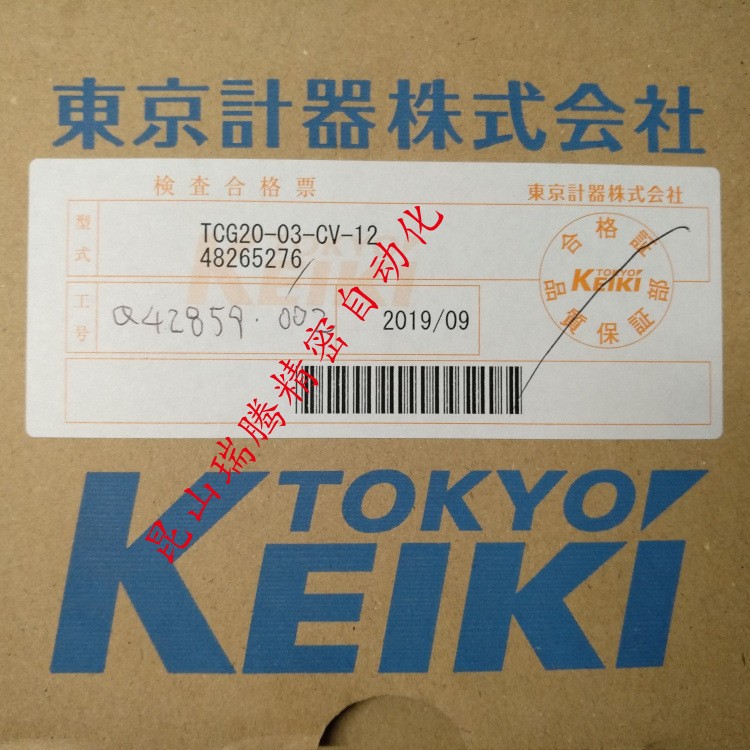 東京計器株式会社
検査合格票
東京計器株式会社
型式
TCG20-03-CV-12
48265276
合格証
TOKYO
KEIKI
品質保証部
工号
Q42859.002
2019/09
昆山瑞腾精密自动化
TOKYO
KEIKI